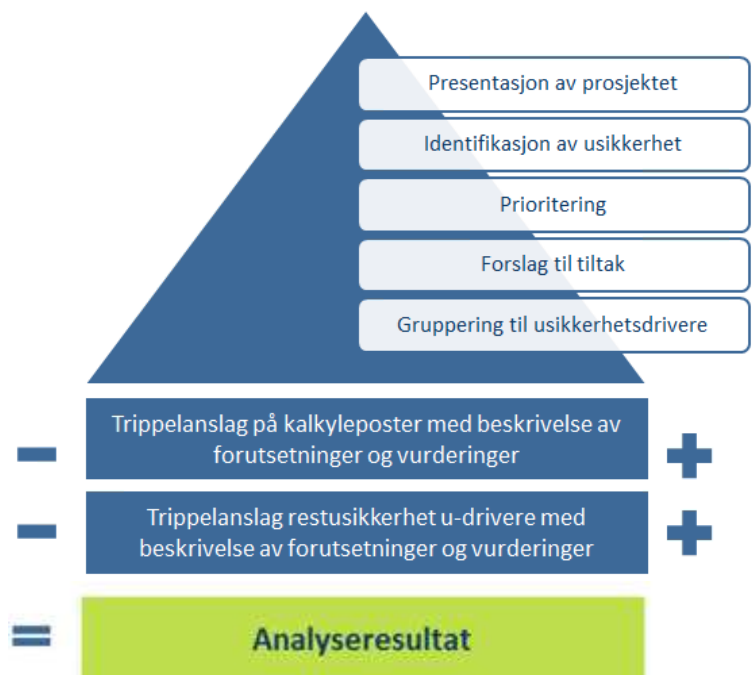 Presentasjon av prosjektet
Identifikasjon av usikkerhet
Prioritering
Forslag til tiltak
Gruppering til usikkerhetsdrivere
Trippelanslag på kalkyleposter med beskrivelse av
forutsetninger og vurderinger
Trippelanslag restusikkerhet u-drivere med
beskrivelse av forutsetninger og vurderinger
Analyseresultat